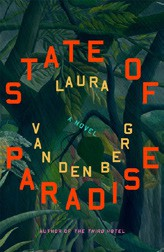 STATE OF
LAURA
A NOVEL
VAN DEN BERG
PARADISE
AUTHOR OF THE THIRD HOTEL